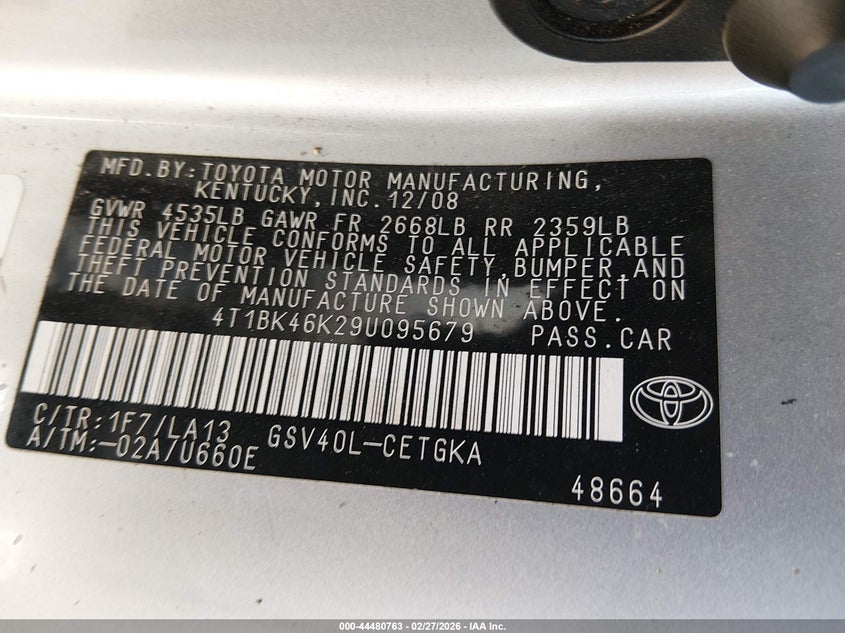 MFD.BY:TOYOTA MOTOR MANUFACTURING,
KENTUCKY,INC.12/08
GVWR 4535LB GAWR FR 2668LB RR 2359LB
THIS VEHICLE CONFORMS TO ALL APPLICABLE
FEDERAL MOTOR VEHICLE SAFETY,BUMPER,AND
THEFT PREVENTION STANDARDS IN EFFECT ON
THE DATE OF MANUFACTURE SHOWN ABOVE.
4T1BK46K29U095679 PASS.CAR
C/TR:1F7/LA13 GSV40L-CETGKA
A/TM:-02A/U660E
48664
000-44480763 - 02/27/2026 - IAA Inc.